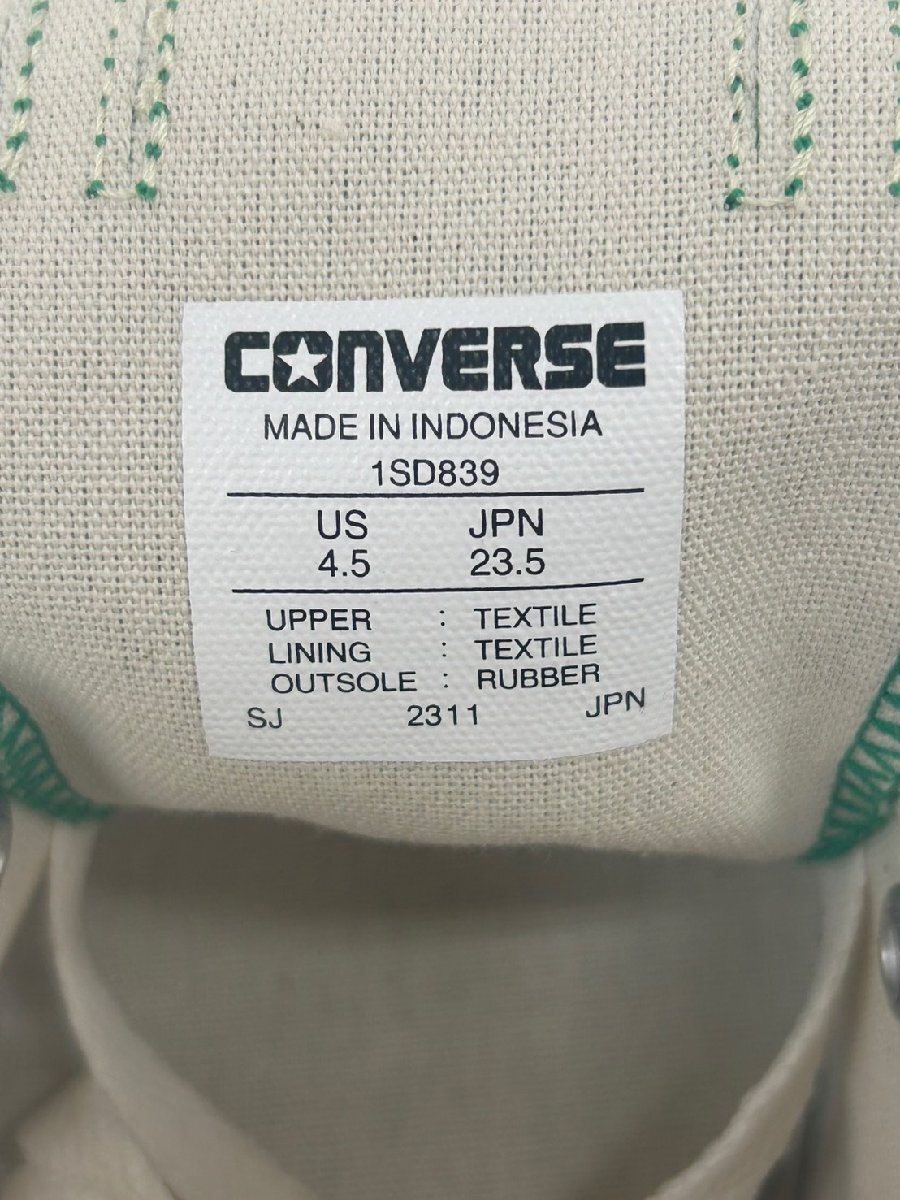 CONVERSE
MADE IN INDONESIA
1SD839
US JPN
4.5 23.5
UPPER : TEXTILE
LINING : TEXTILE
OUTSOLE : RUBBER
SJ 2311 JPN